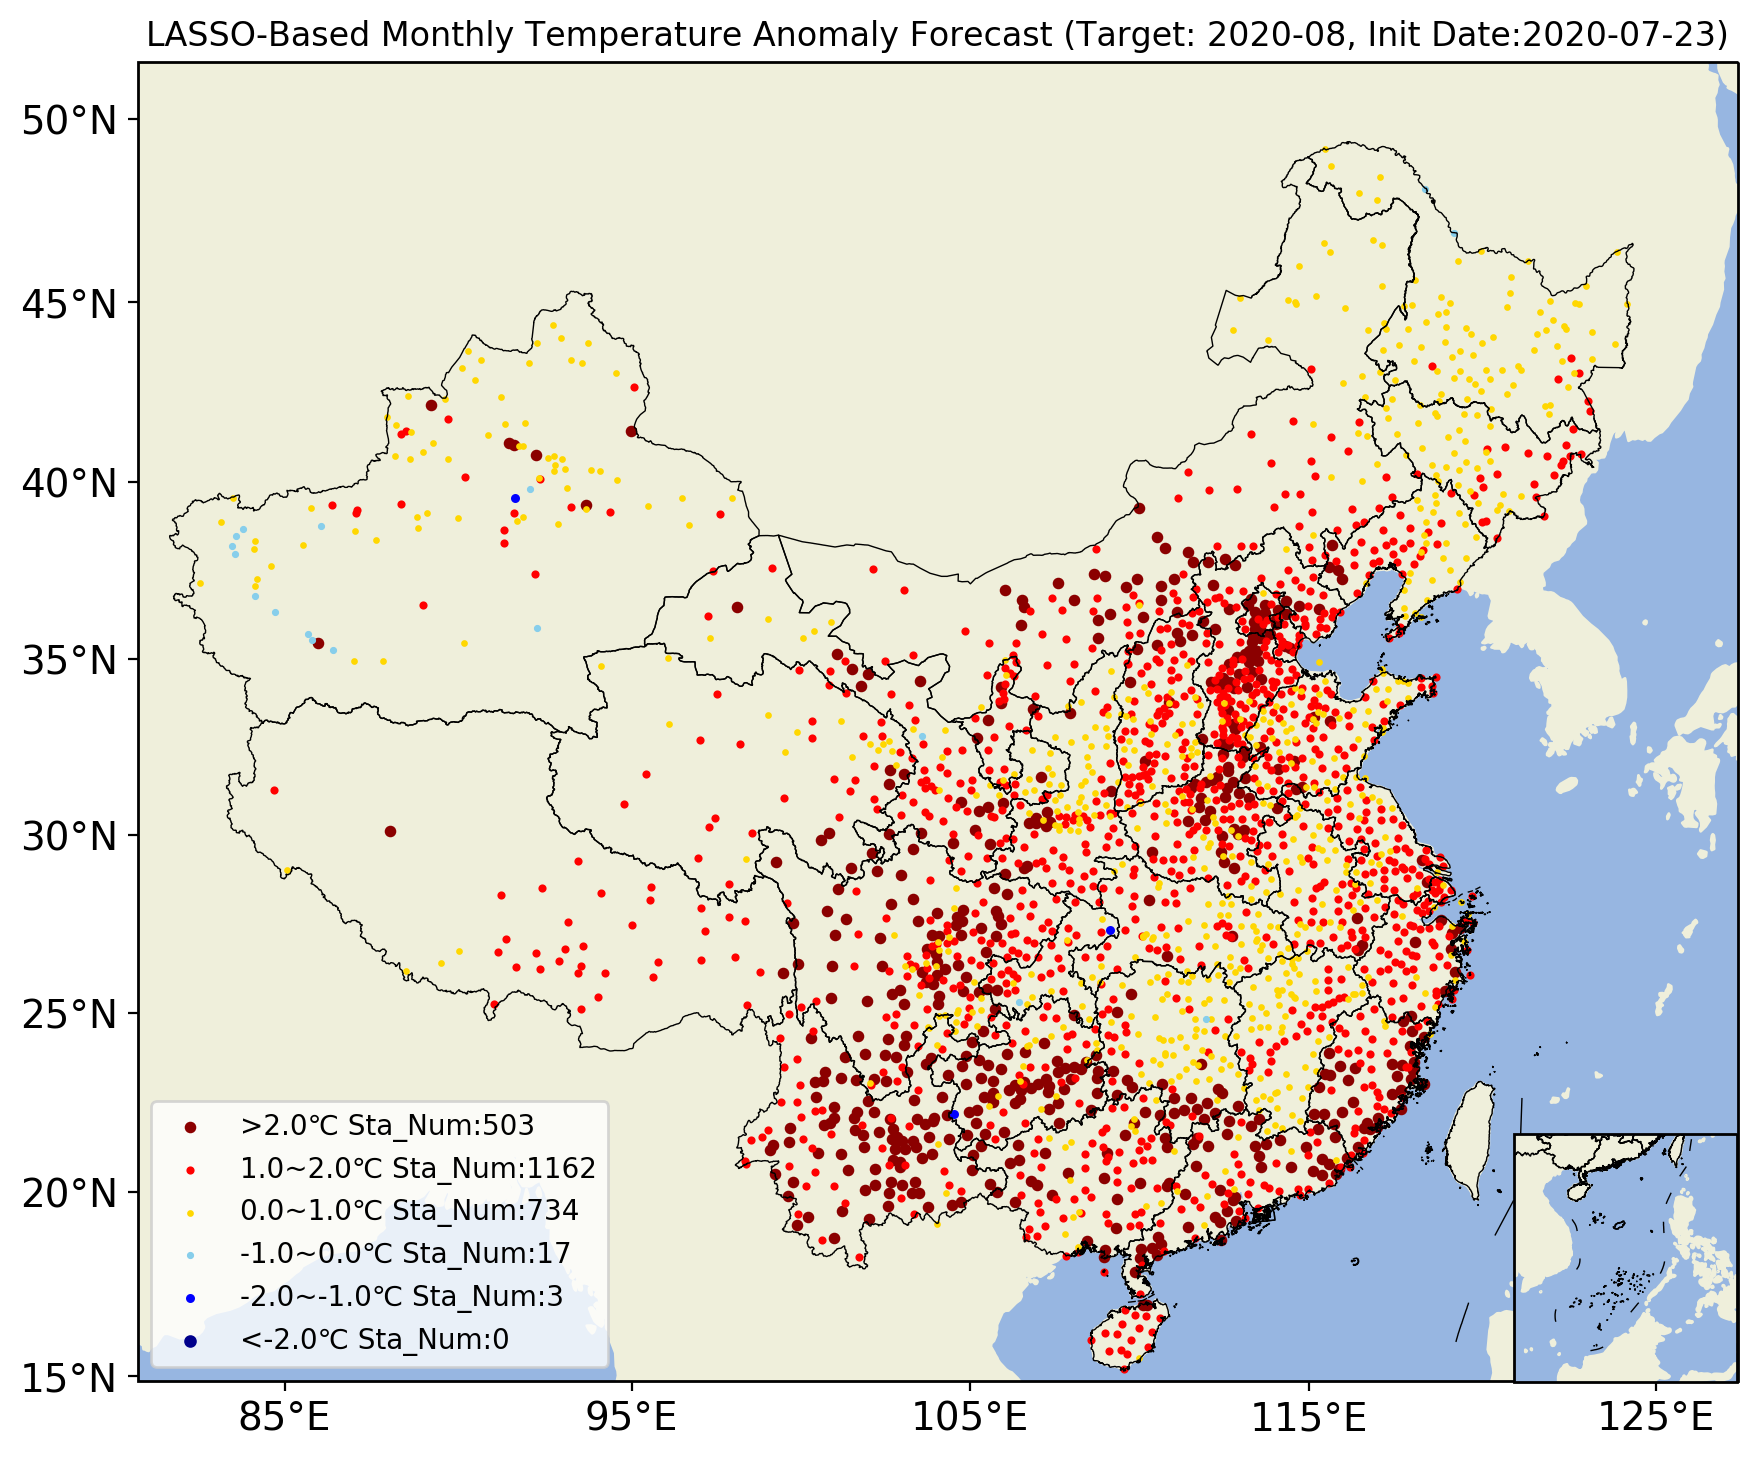 LASSO-Based Monthly Temperature Anomaly Forecast (Target: 2020-08, Init Date:2020-07-23)
50°N
45°N
40°N
35°N
30°N
25°N
20°N
15°N
>2.0℃ Sta_Num:503
1.0~2.0℃ Sta_Num:1162
0.0~1.0℃ Sta_Num:734
-1.0~0.0℃ Sta_Num:17
-2.0~-1.0℃ Sta_Num:3
<-2.0℃ Sta_Num:0
85°E
95°E
105°E
115°E
125°E